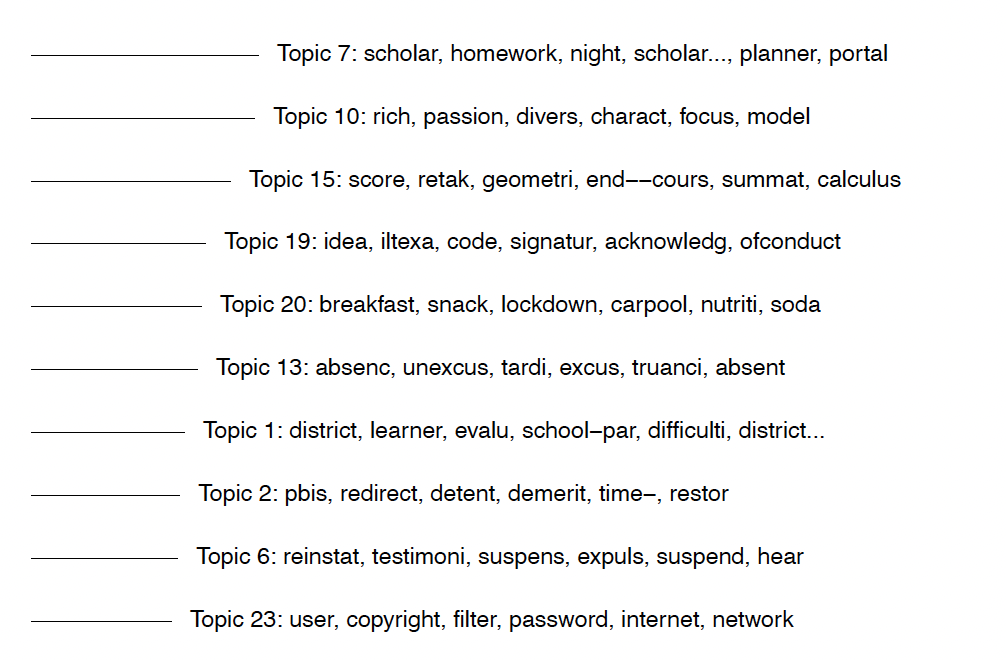 Topic 7: scholar, homework, night, scholar..., planner, portal
Topic 10: rich, passion, divers, charact, focus, model
Topic 15: score, retak, geometri, end−−cours, summat, calculus
Topic 19: idea, iltexa, code, signatur, acknowledg, ofconduct
Topic 20: breakfast, snack, lockdown, carpool, nutriti, soda
Topic 13: absenc, unexcus, tardi, excus, truanci, absent
Topic 1: district, learner, evalu, school−par, difficulti, district...
Topic 2: pbis, redirect, detent, demerit, time−, restor
Topic 6: reinstat, testimoni, suspens, expuls, suspend, hear
Topic 23: user, copyright, filter, password, internet, network